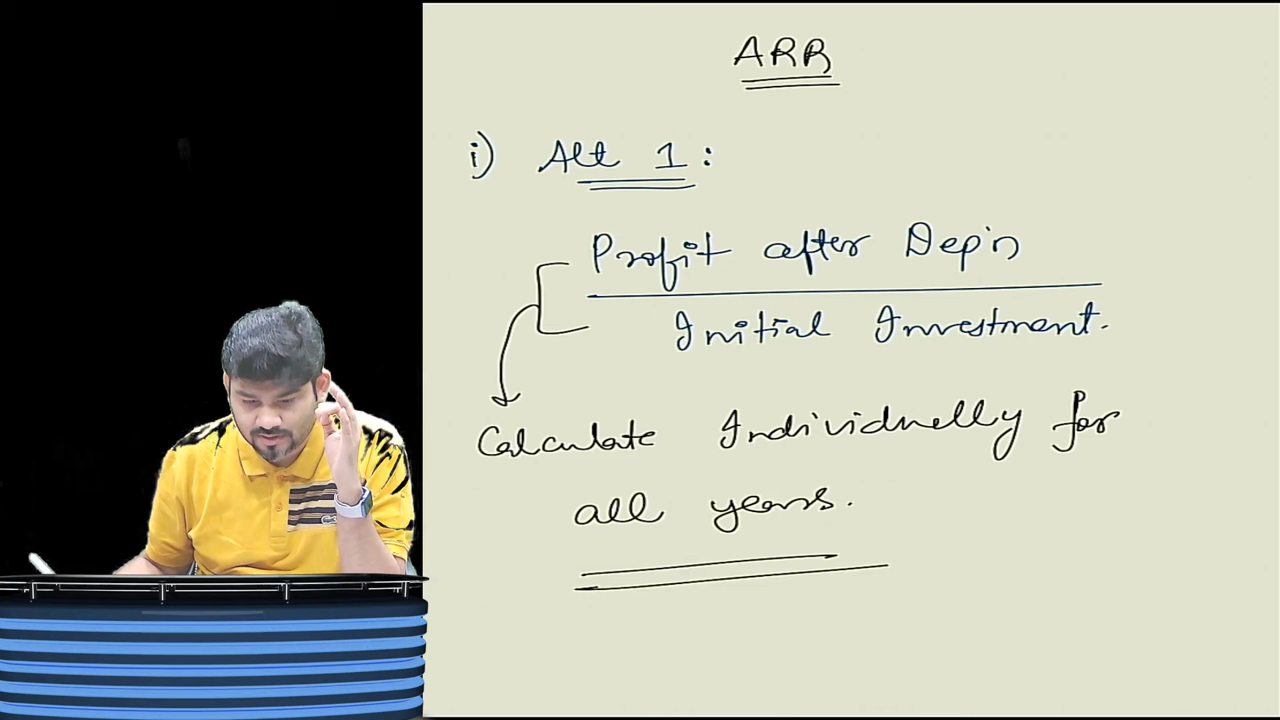 ARR
i) Alt 1:
Profit after Dep'n
Initial Investment.
Calculate Individually for
all years.